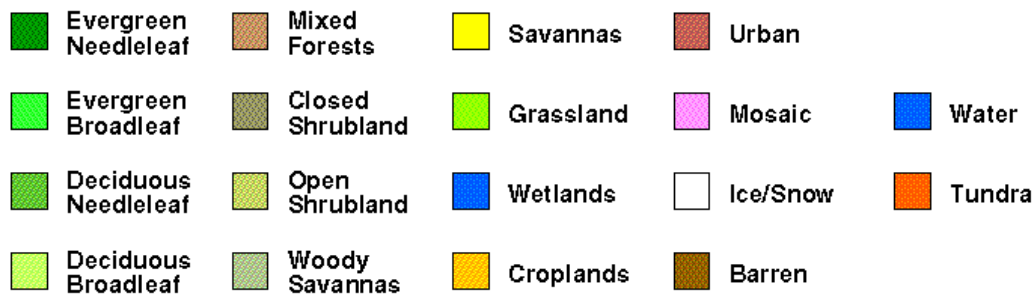 Evergreen
Needleleaf
Mixed
Forests
Savannas
Urban
Evergreen
Broadleaf
Closed
Shrubland
Grassland
Mosaic
Water
Deciduous
Needleleaf
Open
Shrubland
Wetlands
Ice/Snow
Tundra
Deciduous
Broadleaf
Woody
Savannas
Croplands
Barren